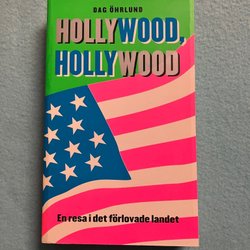 DAG ÖHRLUND
HOLLYWOOD,
HOLLYWOOD
En resa i det förlovade landet